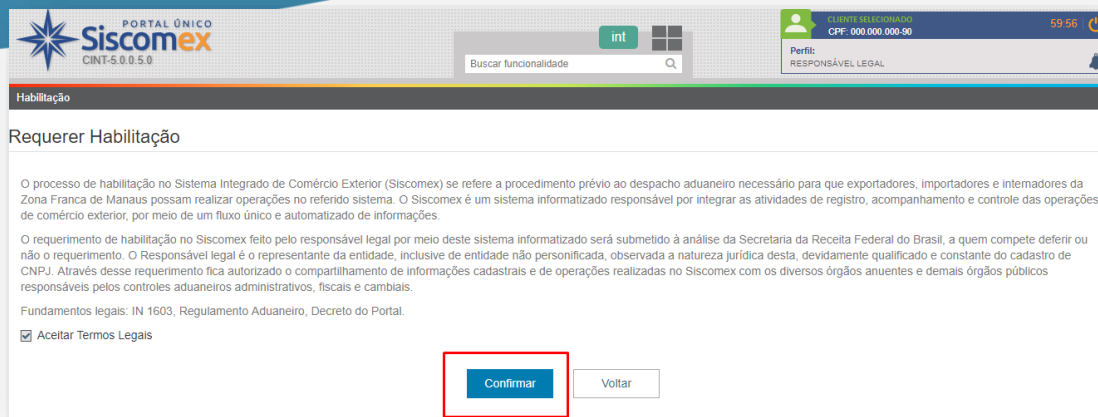 PORTAL ÚNICO
Siscomex
CINT-5.0.0.5.0
int
Buscar funcionalidade
CLIENTE SELECIONADO
CPF: 000.000.000-90
59:56
Perfil:
RESPONSÁVEL LEGAL
Habilitação
Requerer Habilitação
O processo de habilitação no Sistema Integrado de Comércio Exterior (Siscomex) se refere a procedimento prévio ao despacho aduaneiro necessário para que exportadores, importadores e internadores da
Zona Franca de Manaus possam realizar operações no referido sistema. O Siscomex é um sistema informatizado responsável por integrar as atividades de registro, acompanhamento e controle das operações
de comércio exterior, por meio de um fluxo único e automatizado de informações.
O requerimento de habilitação no Siscomex feito pelo responsável legal por meio deste sistema informatizado será submetido à análise da Secretaria da Receita Federal do Brasil, a quem compete deferir ou
não o requerimento. O Responsável legal é o representante da entidade, inclusive de entidade não personificada, observada a natureza jurídica desta, devidamente qualificado e constante do cadastro de
CNPJ. Através desse requerimento fica autorizado o compartilhamento de informações cadastrais e de operações realizadas no Siscomex com os diversos órgãos anuentes e demais órgãos públicos
responsáveis pelos controles aduaneiros administrativos, fiscais e cambiais.
Fundamentos legais: IN 1603, Regulamento Aduaneiro, Decreto do Portal.
Aceitar Termos Legais
Confirmar
Voltar